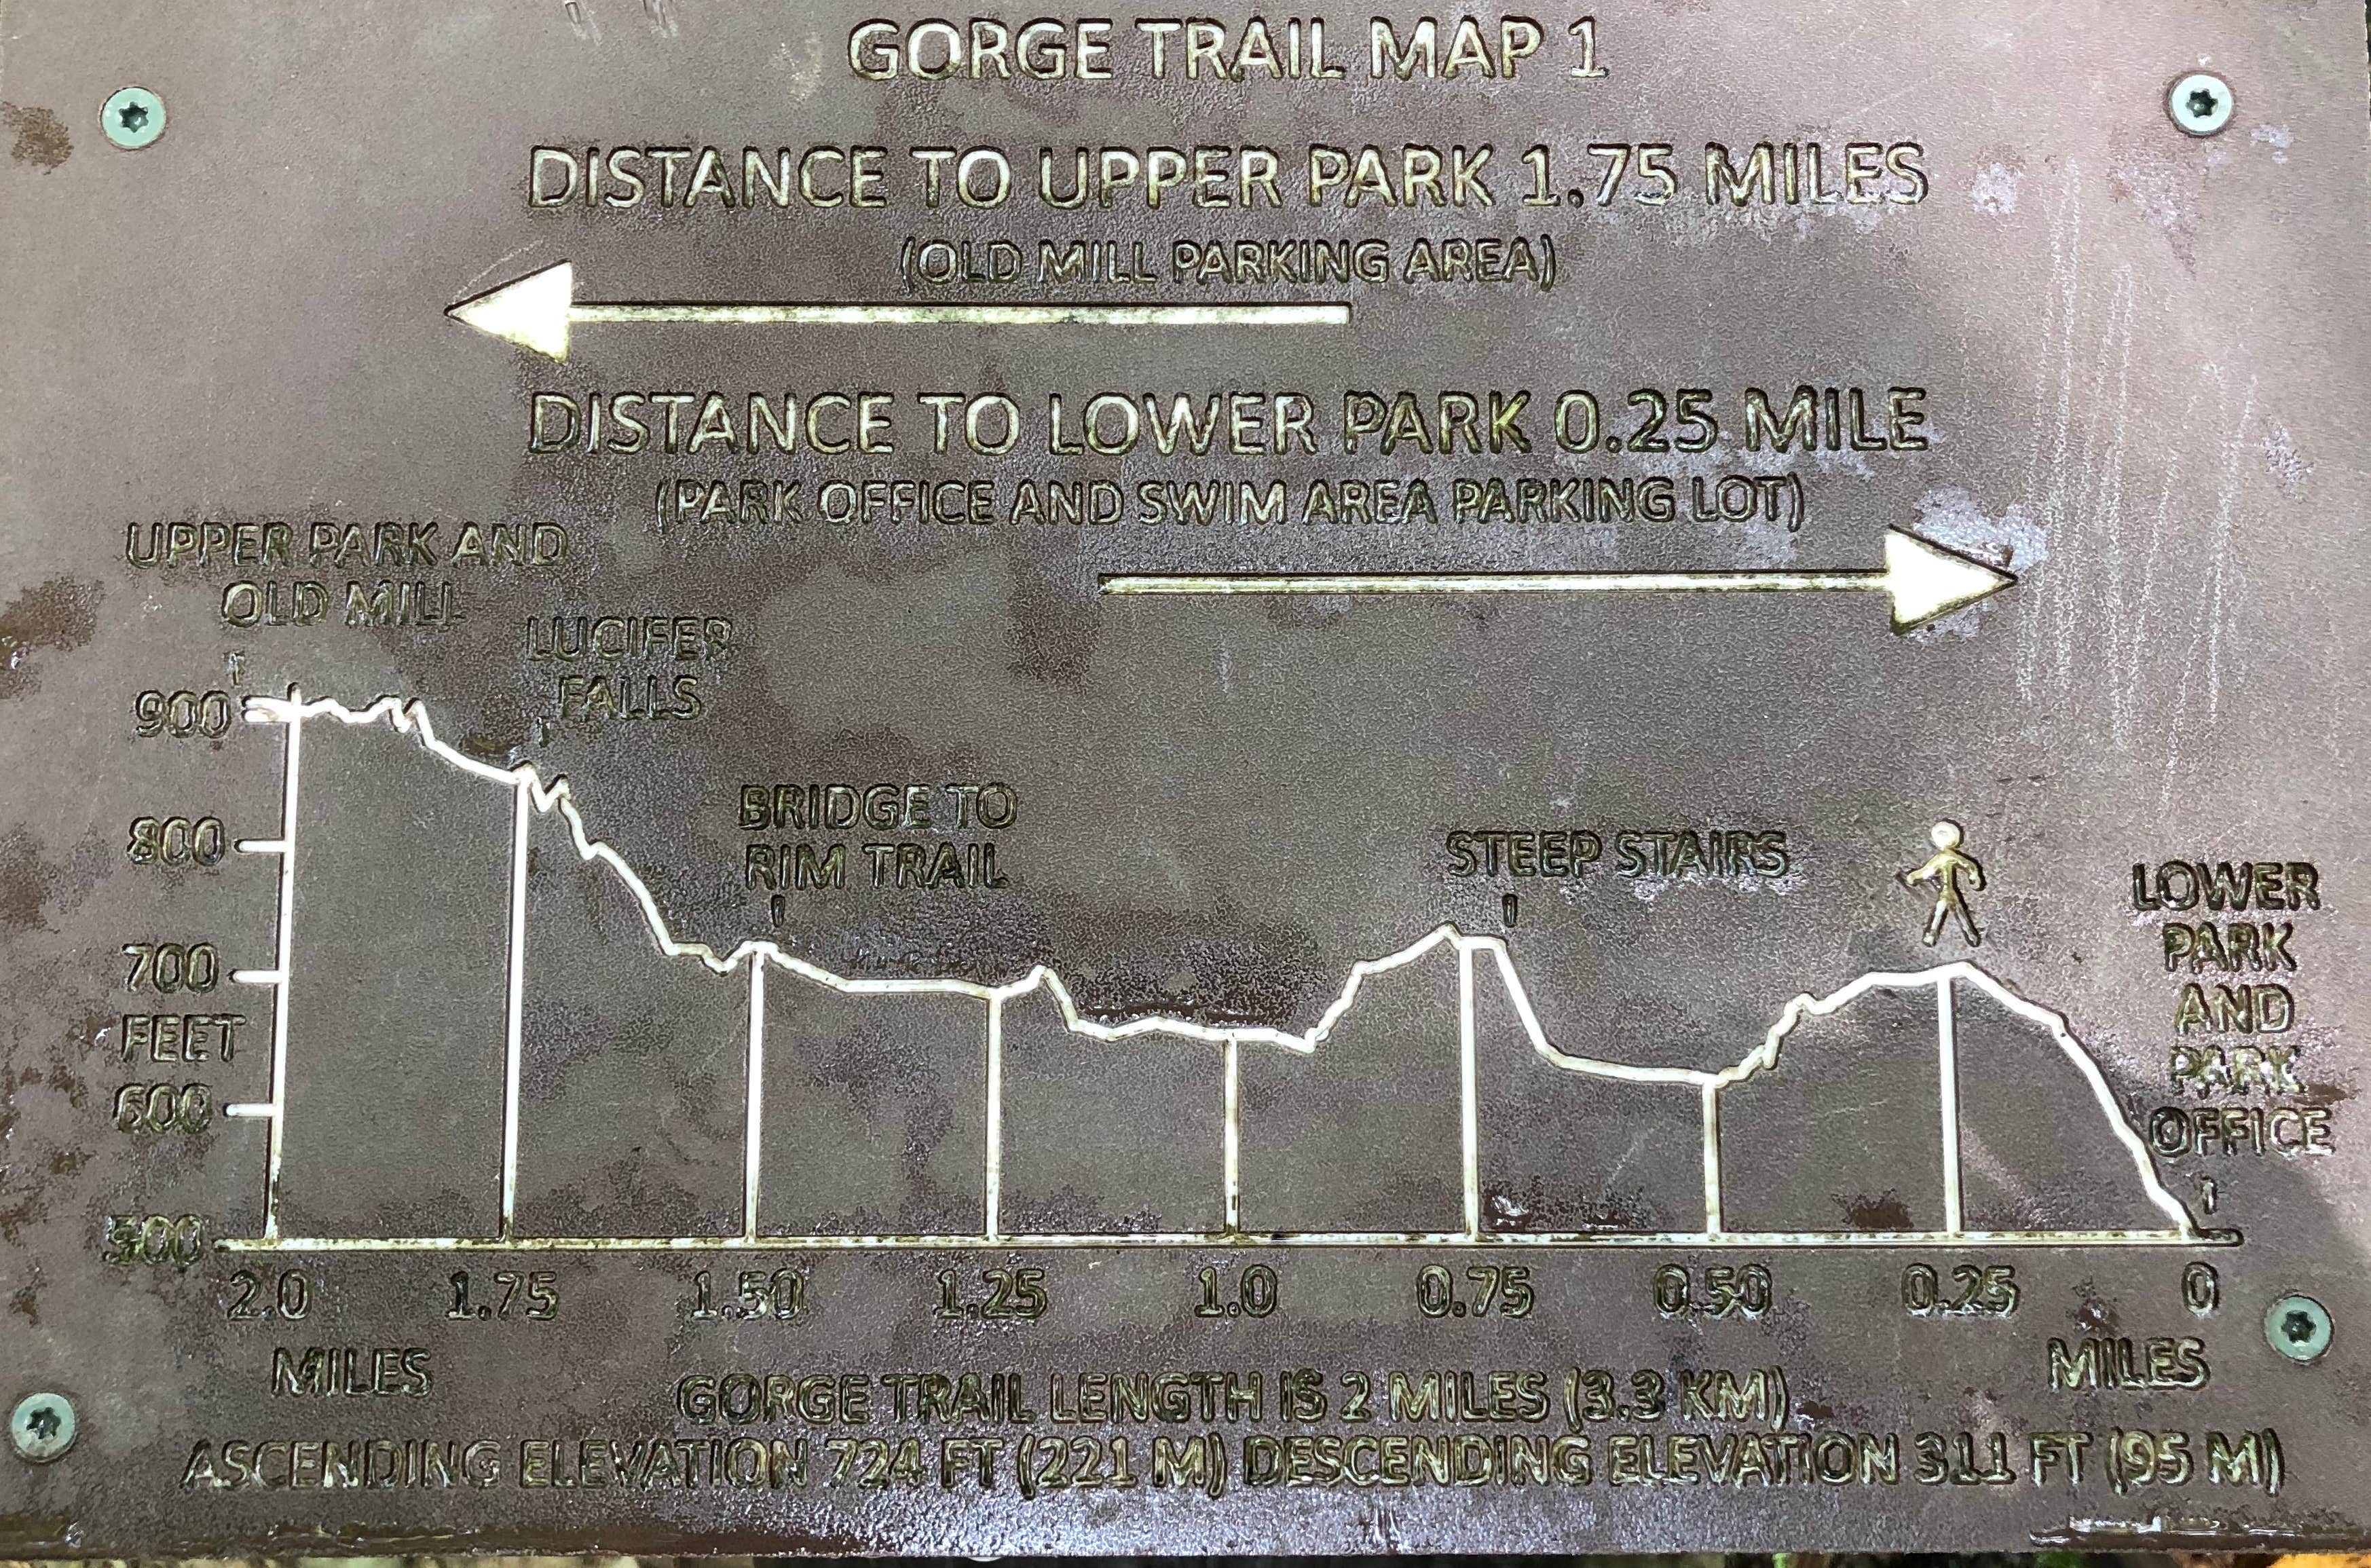 GORGE TRAIL MAP 1
DISTANCE TO UPPER PARK 1.75 MILES
(OLD MILL PARKING AREA)
DISTANCE TO LOWER PARK 0.25 MILE
(PARK OFFICE AND SWIM AREA PARKING LOT)
UPPER PARK AND
OLD MILL
LUCIFER
FALLS
BRIDGE TO
RIM TRAIL
STEEP STAIRS
LOWER
PARK
AND
PARK
OFFICE
900
800
700
FEET
600
500
2.0 1.75 1.50 1.25 1.0 0.75 0.50 0.25 0
MILES MILES
GORGE TRAIL LENGTH IS 2 MILES (3.3 KM)
ASCENDING ELEVATION 724 FT (221 M) DESCENDING ELEVATION 311 FT (95 M)